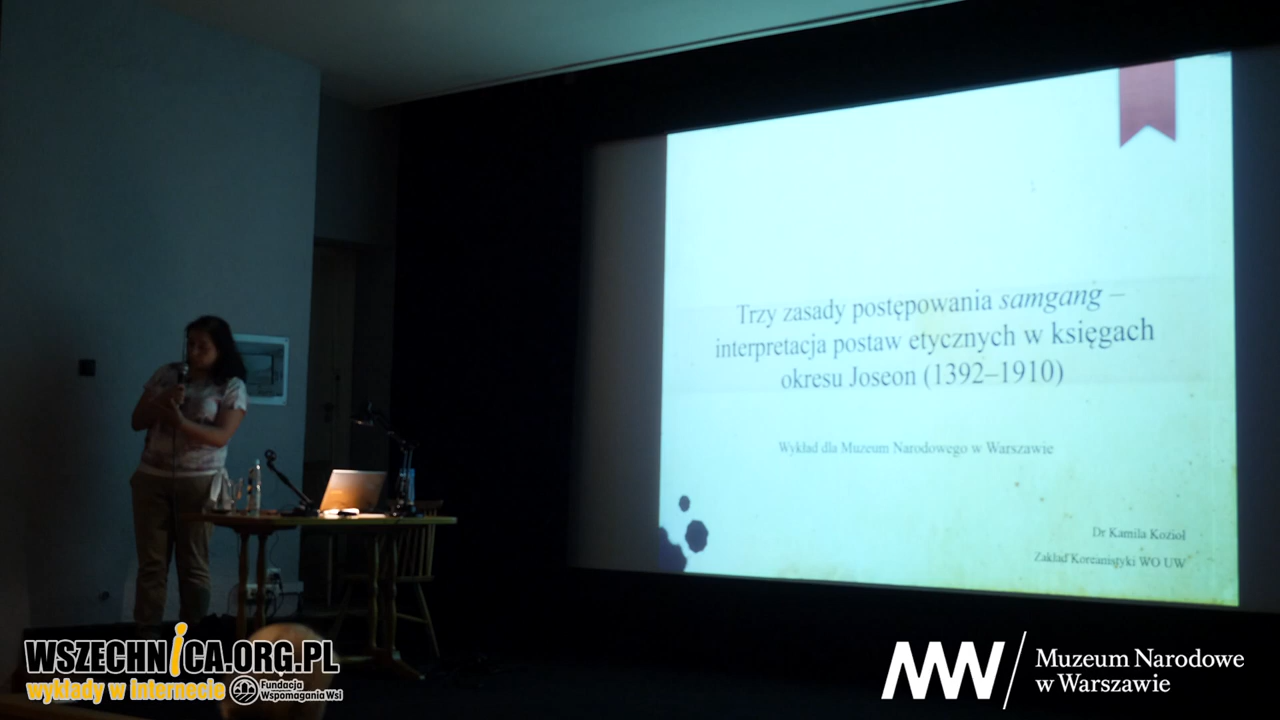 Trzy zasady postępowania samgang –
interpretacja postaw etycznych w księgach
okresu Joseon (1392–1910)
Wykład dla Muzeum Narodowego w Warszawie
Dr Kamila Kozioł
Zakład Koreanistyki WO UW
WSZECHNICA.ORG.PL
wykłady w internecie
Fundacja
Wspomagania Wsi
Muzeum Narodowe
w Warszawie